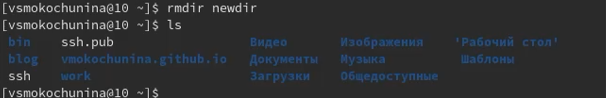 [vsmokochunina@10 ~]$ rmdir newdir
[vsmokochunina@10 ~]$ ls
bin ssh.pub Видео Изображения 'Рабочий стол'
blog vmokochunina.github.io Документы Музыка Шаблоны
ssh work Загрузки Общедоступные
[vsmokochunina@10 ~]$